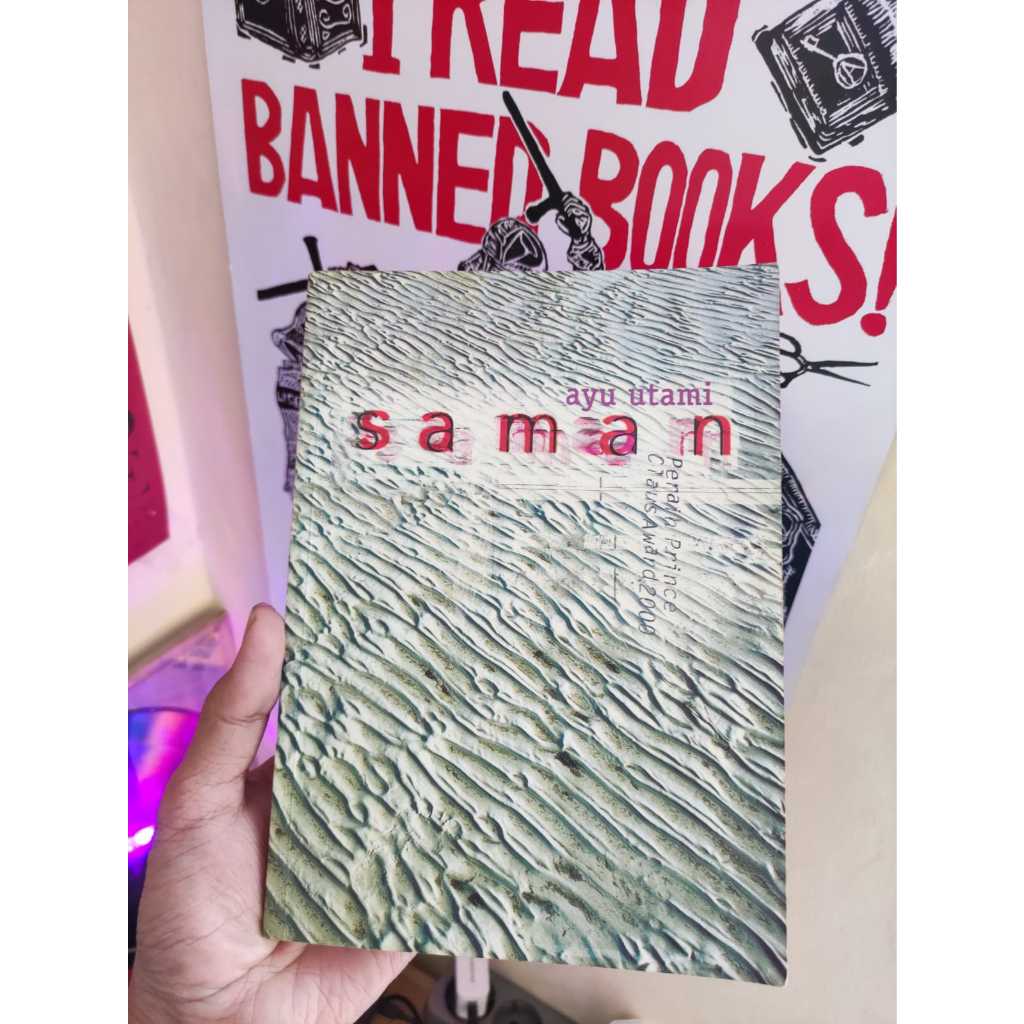 I READ
BANNED BOOKS!
ayu utami
saman
Peraih Prince
Claus Award 2000